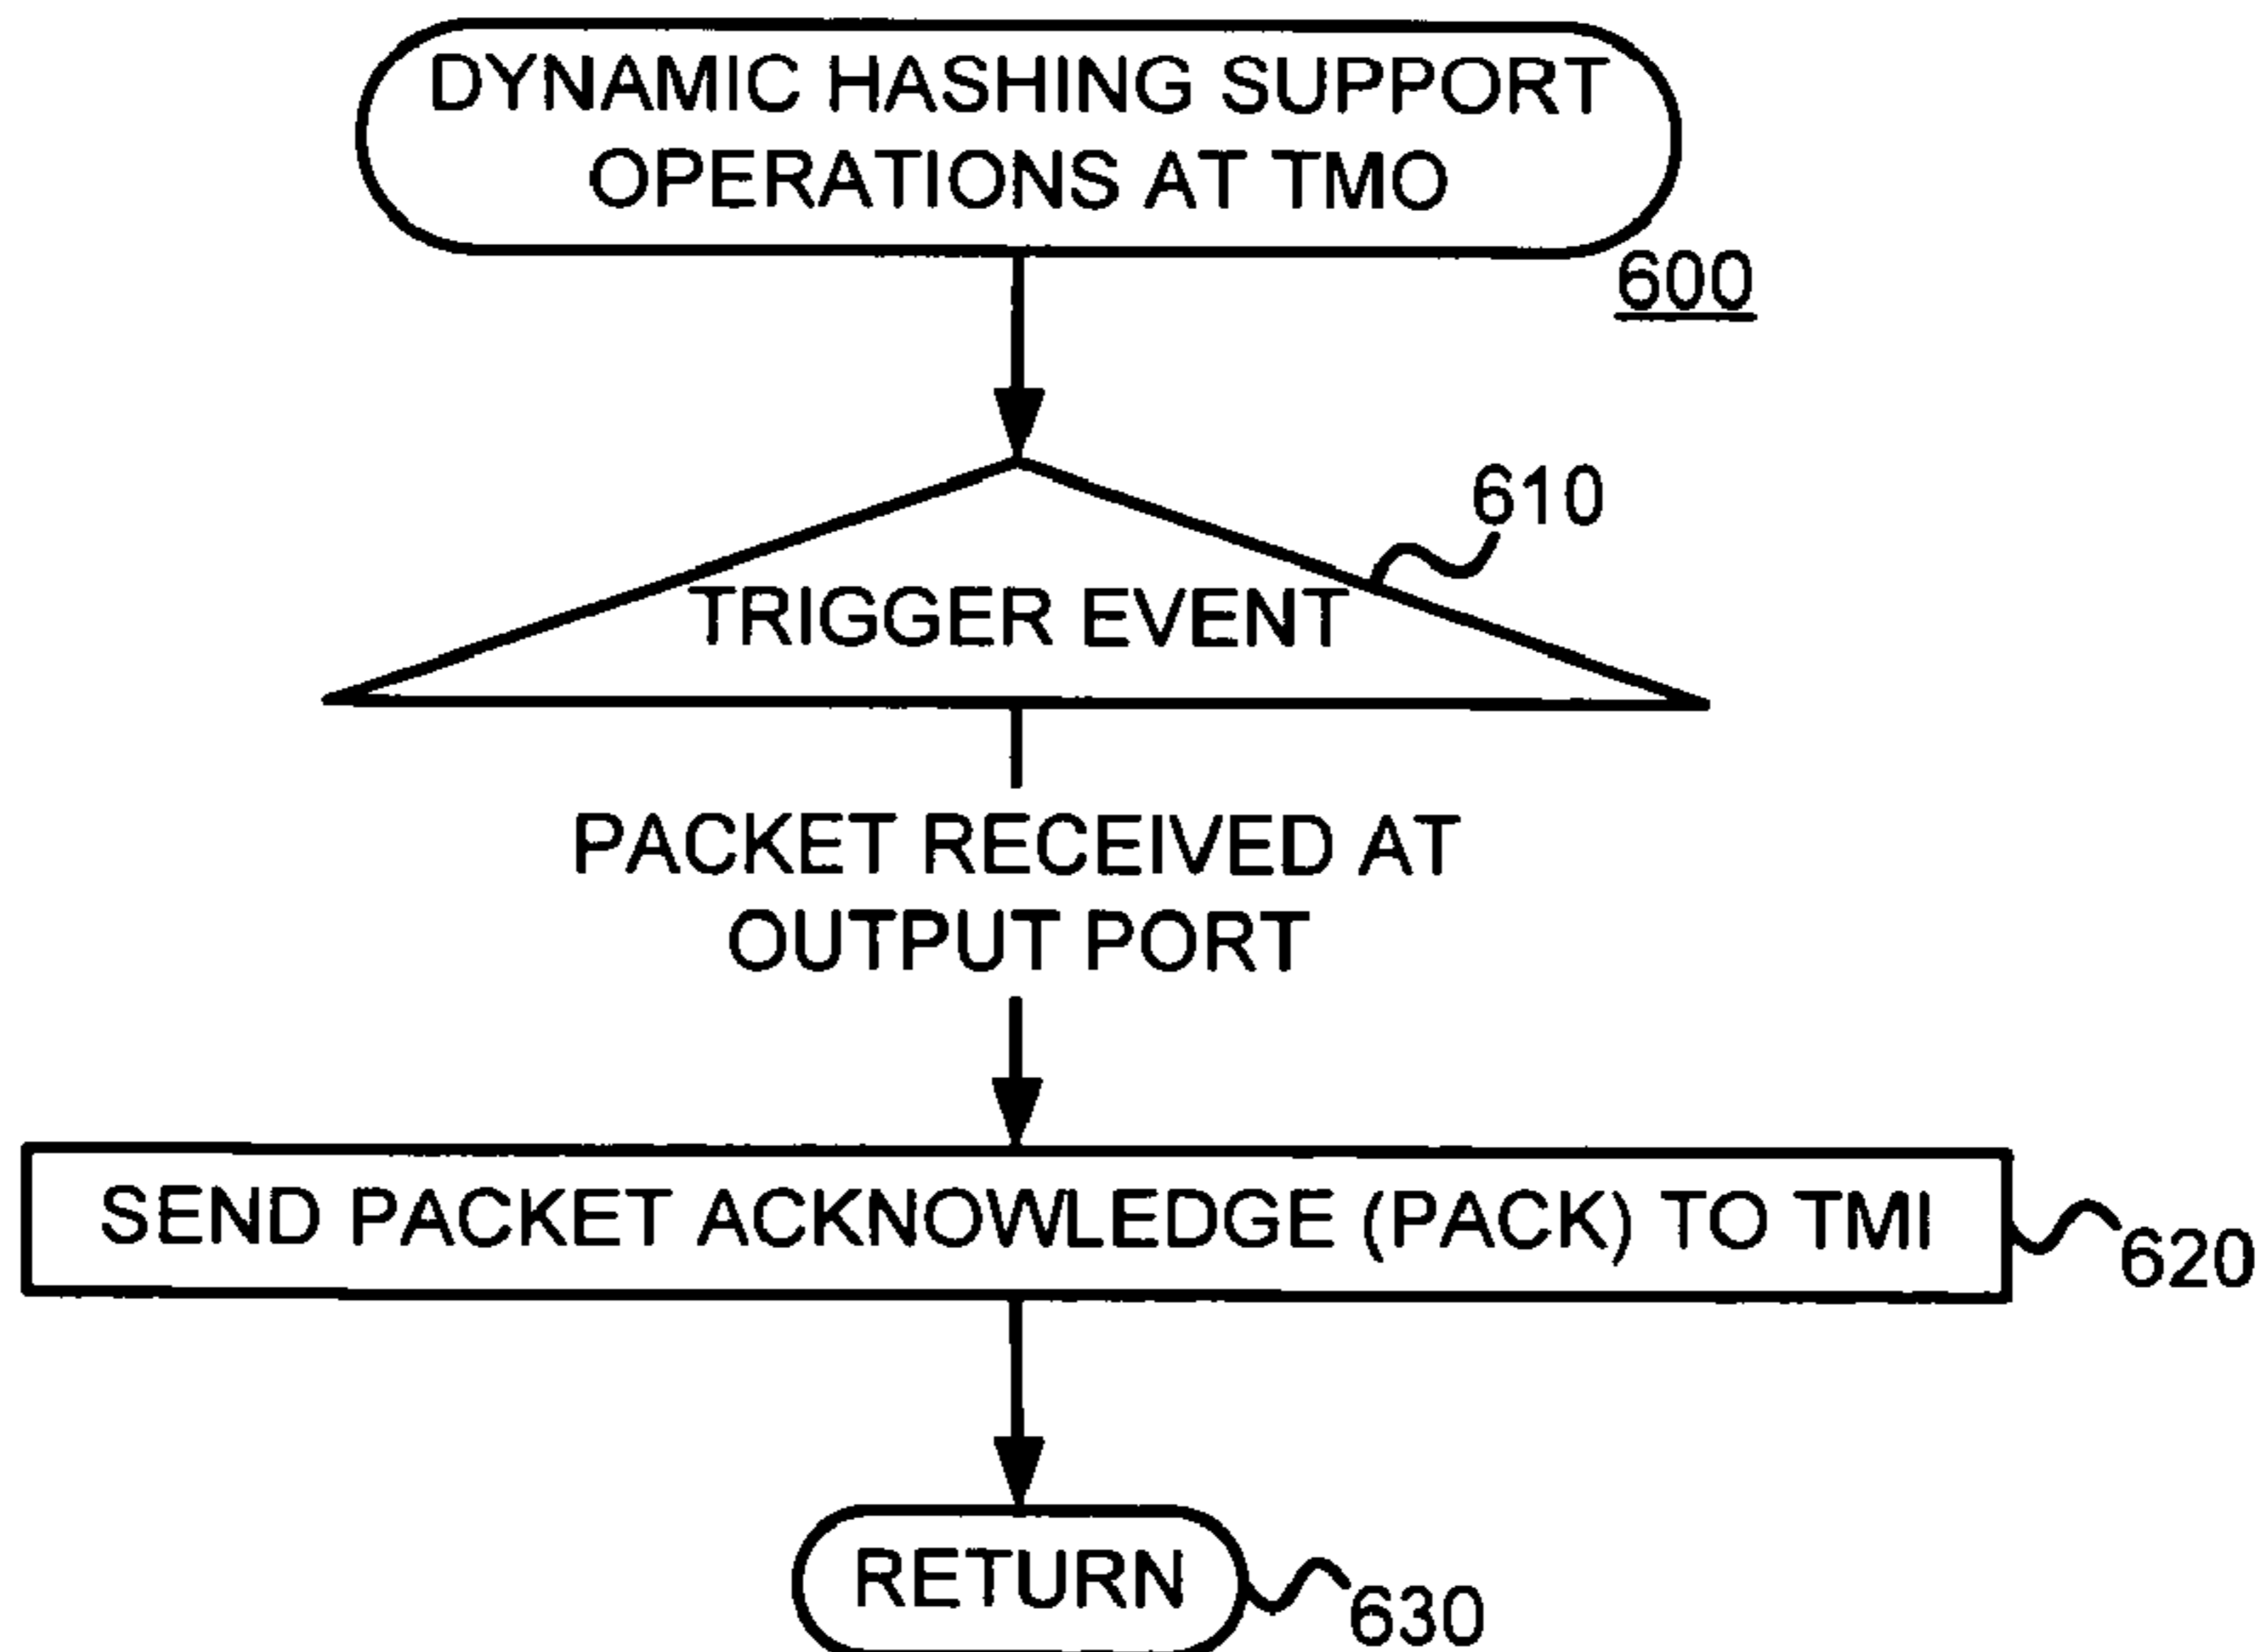 DYNAMIC HASHING SUPPORT
OPERATIONS AT TMO
600
610
TRIGGER EVENT
PACKET RECEIVED AT
OUTPUT PORT
SEND PACKET ACKNOWLEDGE (PACK) TO TMI
620
RETURN
630